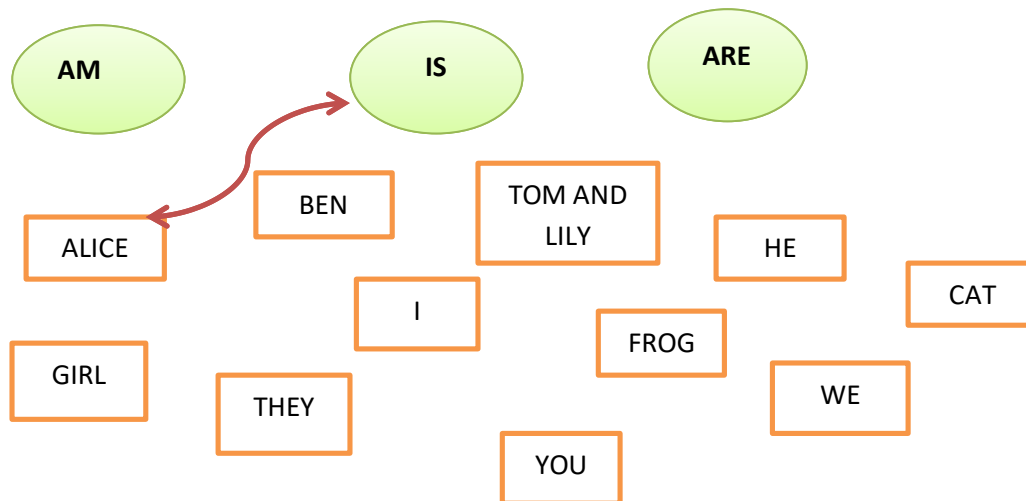 AM
IS
ARE
BEN
TOM AND
LILY
ALICE
HE
CAT
I
FROG
GIRL
THEY
WE
YOU